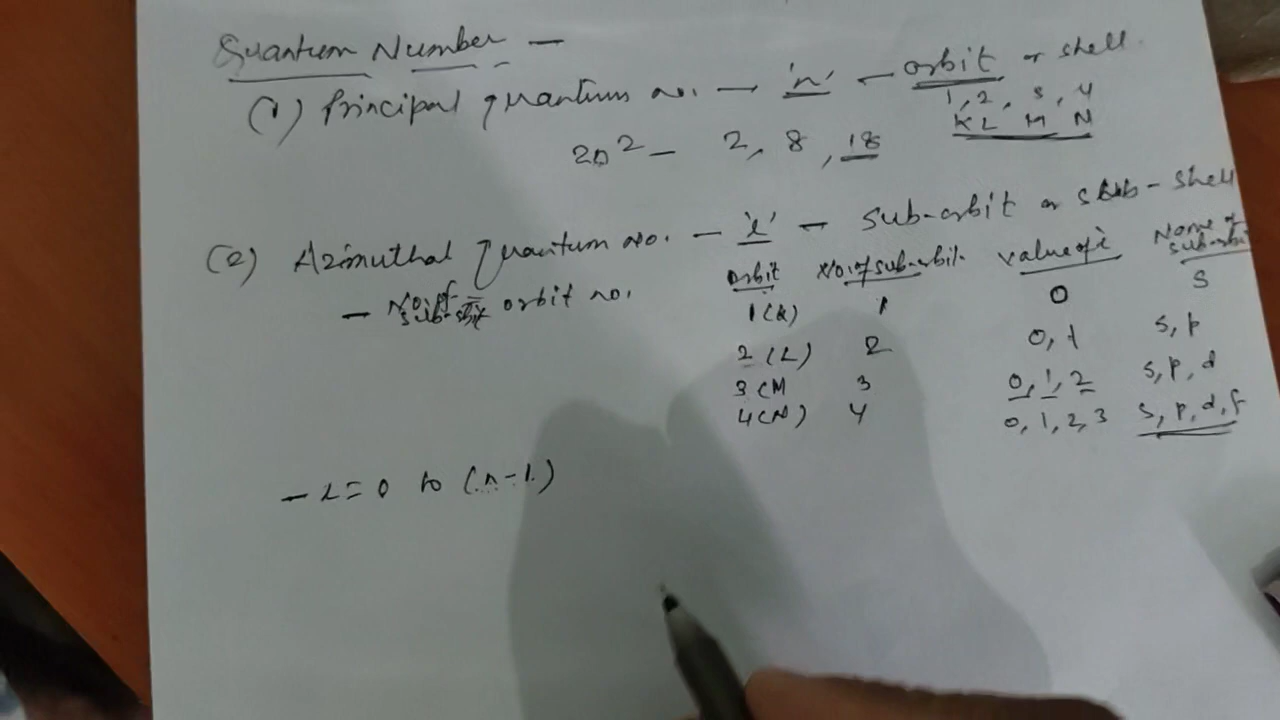 Quantum Number —
(1) Principal quantum no. — 'n' — orbit or shell.
1, 2, 3, 4
K L M N
2n² — 2, 8, 18
(2) Azimuthal quantum no. — 'l' — sub-orbit or sub-shell
— No. of sub-orbit = orbit no.
orbit No. of sub-orbit. value of l Name of sub-orbit
1(K) 1 0 s
2 (L) 2 0, 1 s, p
3 (M 3 0, 1, 2 s, p, d
4(N) 4 0, 1, 2, 3 s, p, d, f
— l = 0 to (n-1)